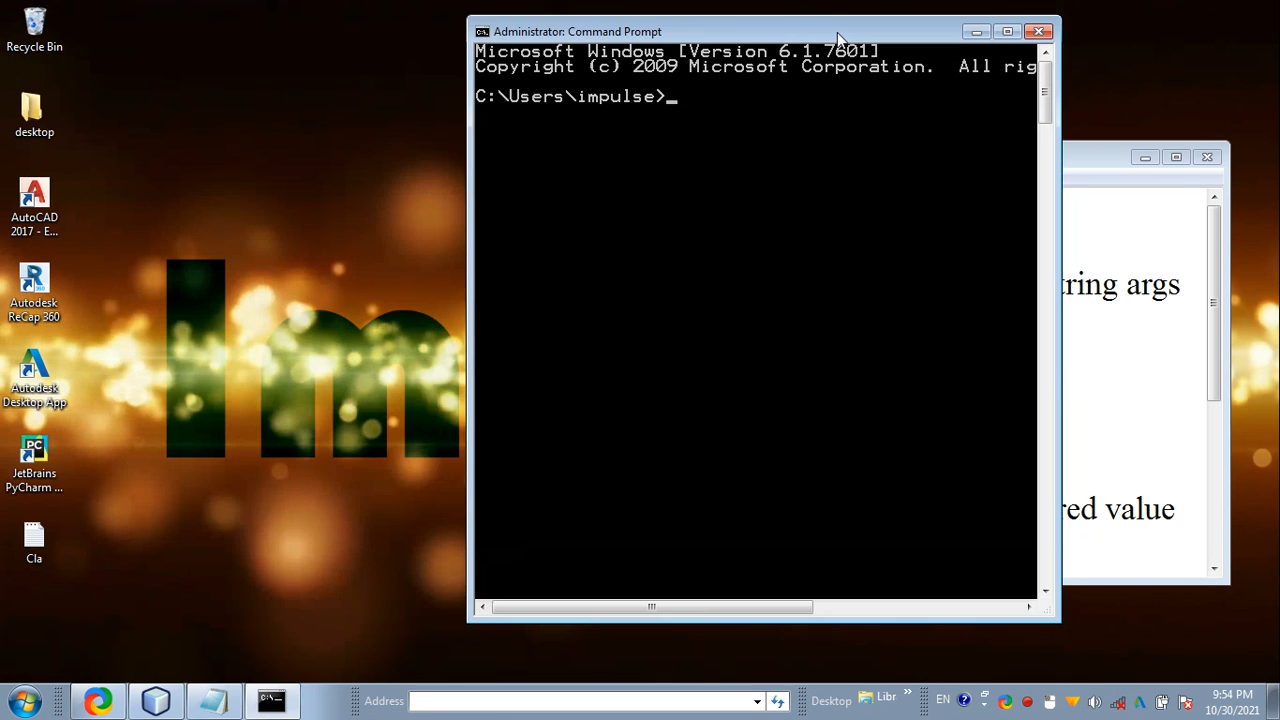 Recycle Bin
desktop
AutoCAD
2017 - E...
Autodesk
ReCap 360
Autodesk
Desktop App
JetBrains
PyCharm ...
Cla
Im
Administrator: Command Prompt
Microsoft Windows [Version 6.1.7601]
Copyright (c) 2009 Microsoft Corporation.  All rig
C:\Users\impulse>_
tring args
red value
Address
Desktop
Libr
»
EN
9:54 PM
10/30/2021